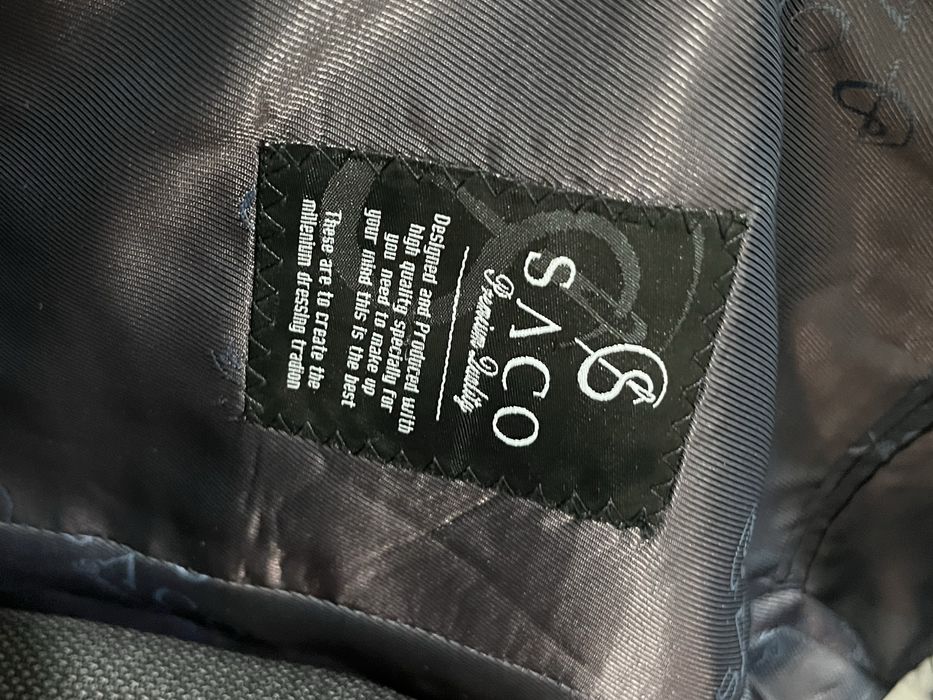 SACO
Premium Quality
Designed and Produced with
high quality specially for
you need to make up
your mind this is the best
These are to create the
millenium dressing tradion